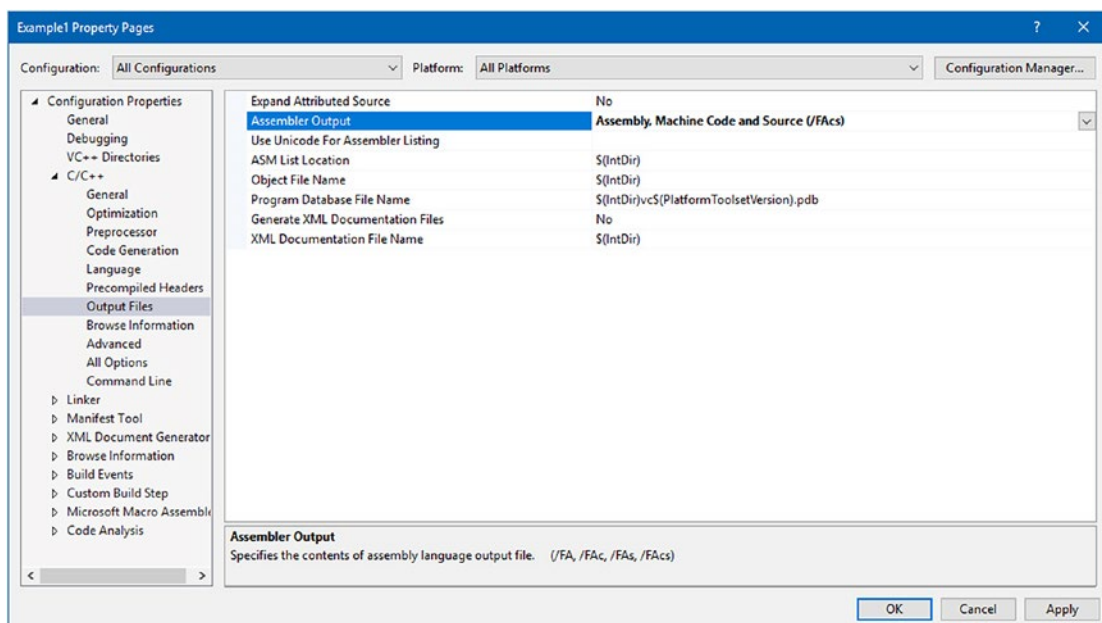 Example1 Property Pages ? ×
Configuration: All Configurations Platform: All Platforms Configuration Manager...
Configuration Properties
General
Debugging
VC++ Directories
C/C++
General
Optimization
Preprocessor
Code Generation
Language
Precompiled Headers
Output Files
Browse Information
Advanced
All Options
Command Line
Linker
Manifest Tool
XML Document Generator
Browse Information
Build Events
Custom Build Step
Microsoft Macro Assemble
Code Analysis
Expand Attributed Source No
Assembler Output Assembly, Machine Code and Source (/FAcs)
Use Unicode For Assembler Listing
ASM List Location $(IntDir)
Object File Name $(IntDir)
Program Database File Name $(IntDir)vc$(PlatformToolsetVersion).pdb
Generate XML Documentation Files No
XML Documentation File Name $(IntDir)
Assembler Output
Specifies the contents of assembly language output file. (/FA, /FAc, /FAs, /FAcs)
OK Cancel Apply